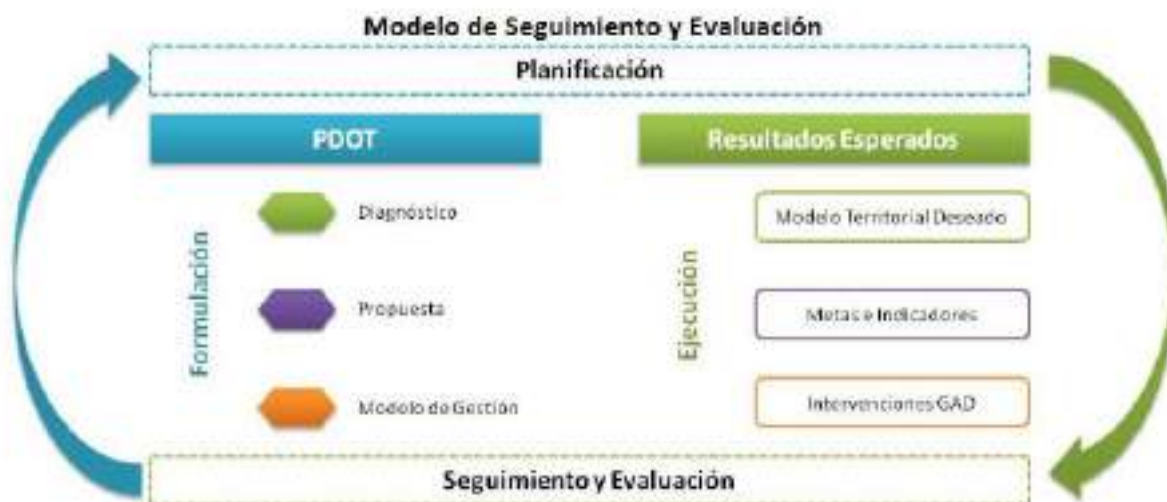 Modelo de Seguimiento y Evaluación
Planificación
PDOT
Resultados Esperados
Formulación
Diagnóstico
Propuesta
Modelo de Gestión
Ejecución
Modelo Territorial Deseado
Metas e Indicadores
Intervenciones GAD
Seguimiento y Evaluación